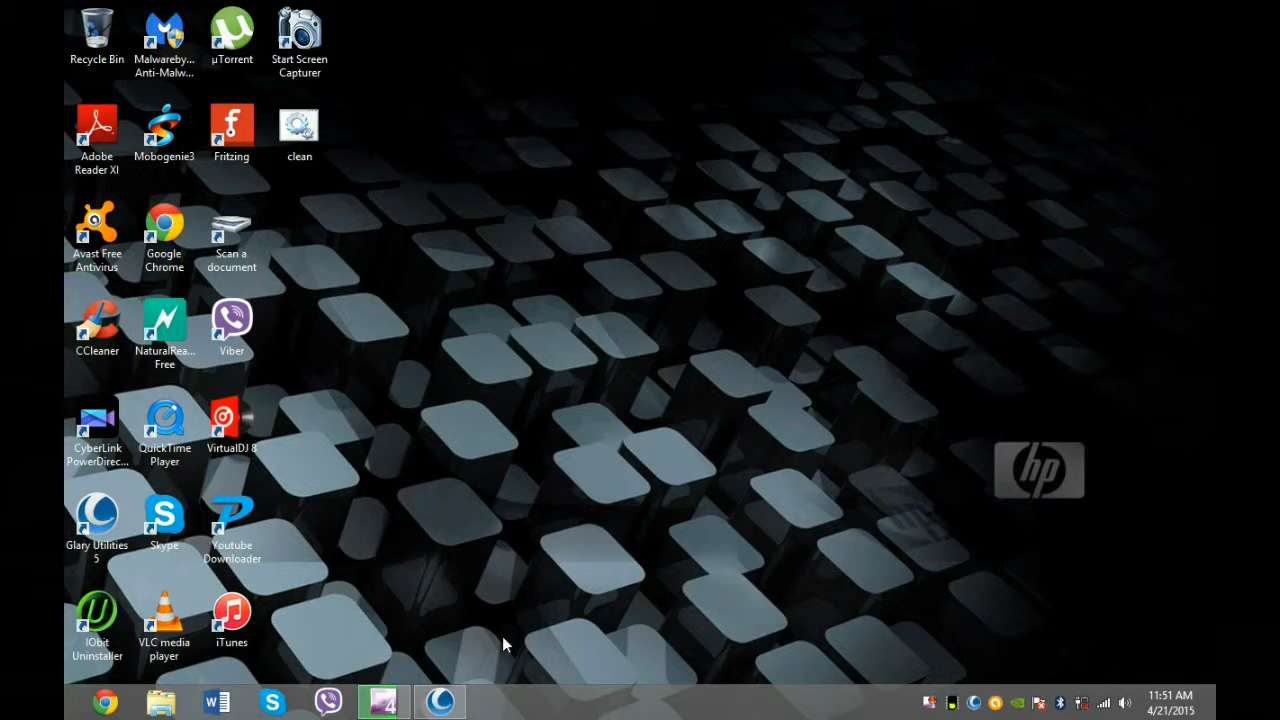 Recycle Bin
Malwareby...
Anti-Malw...
µTorrent
Start Screen
Capturer
Adobe
Reader XI
Mobogenie3
Fritzing
clean
Avast Free
Antivirus
Google
Chrome
Scan a
document
CCleaner
NaturalRea...
Free
Viber
CyberLink
PowerDirec...
QuickTime
Player
VirtualDJ 8
Glary Utilities
5
Skype
Youtube
Downloader
IObit
Uninstaller
VLC media
player
iTunes
hp
11:51 AM
4/21/2015